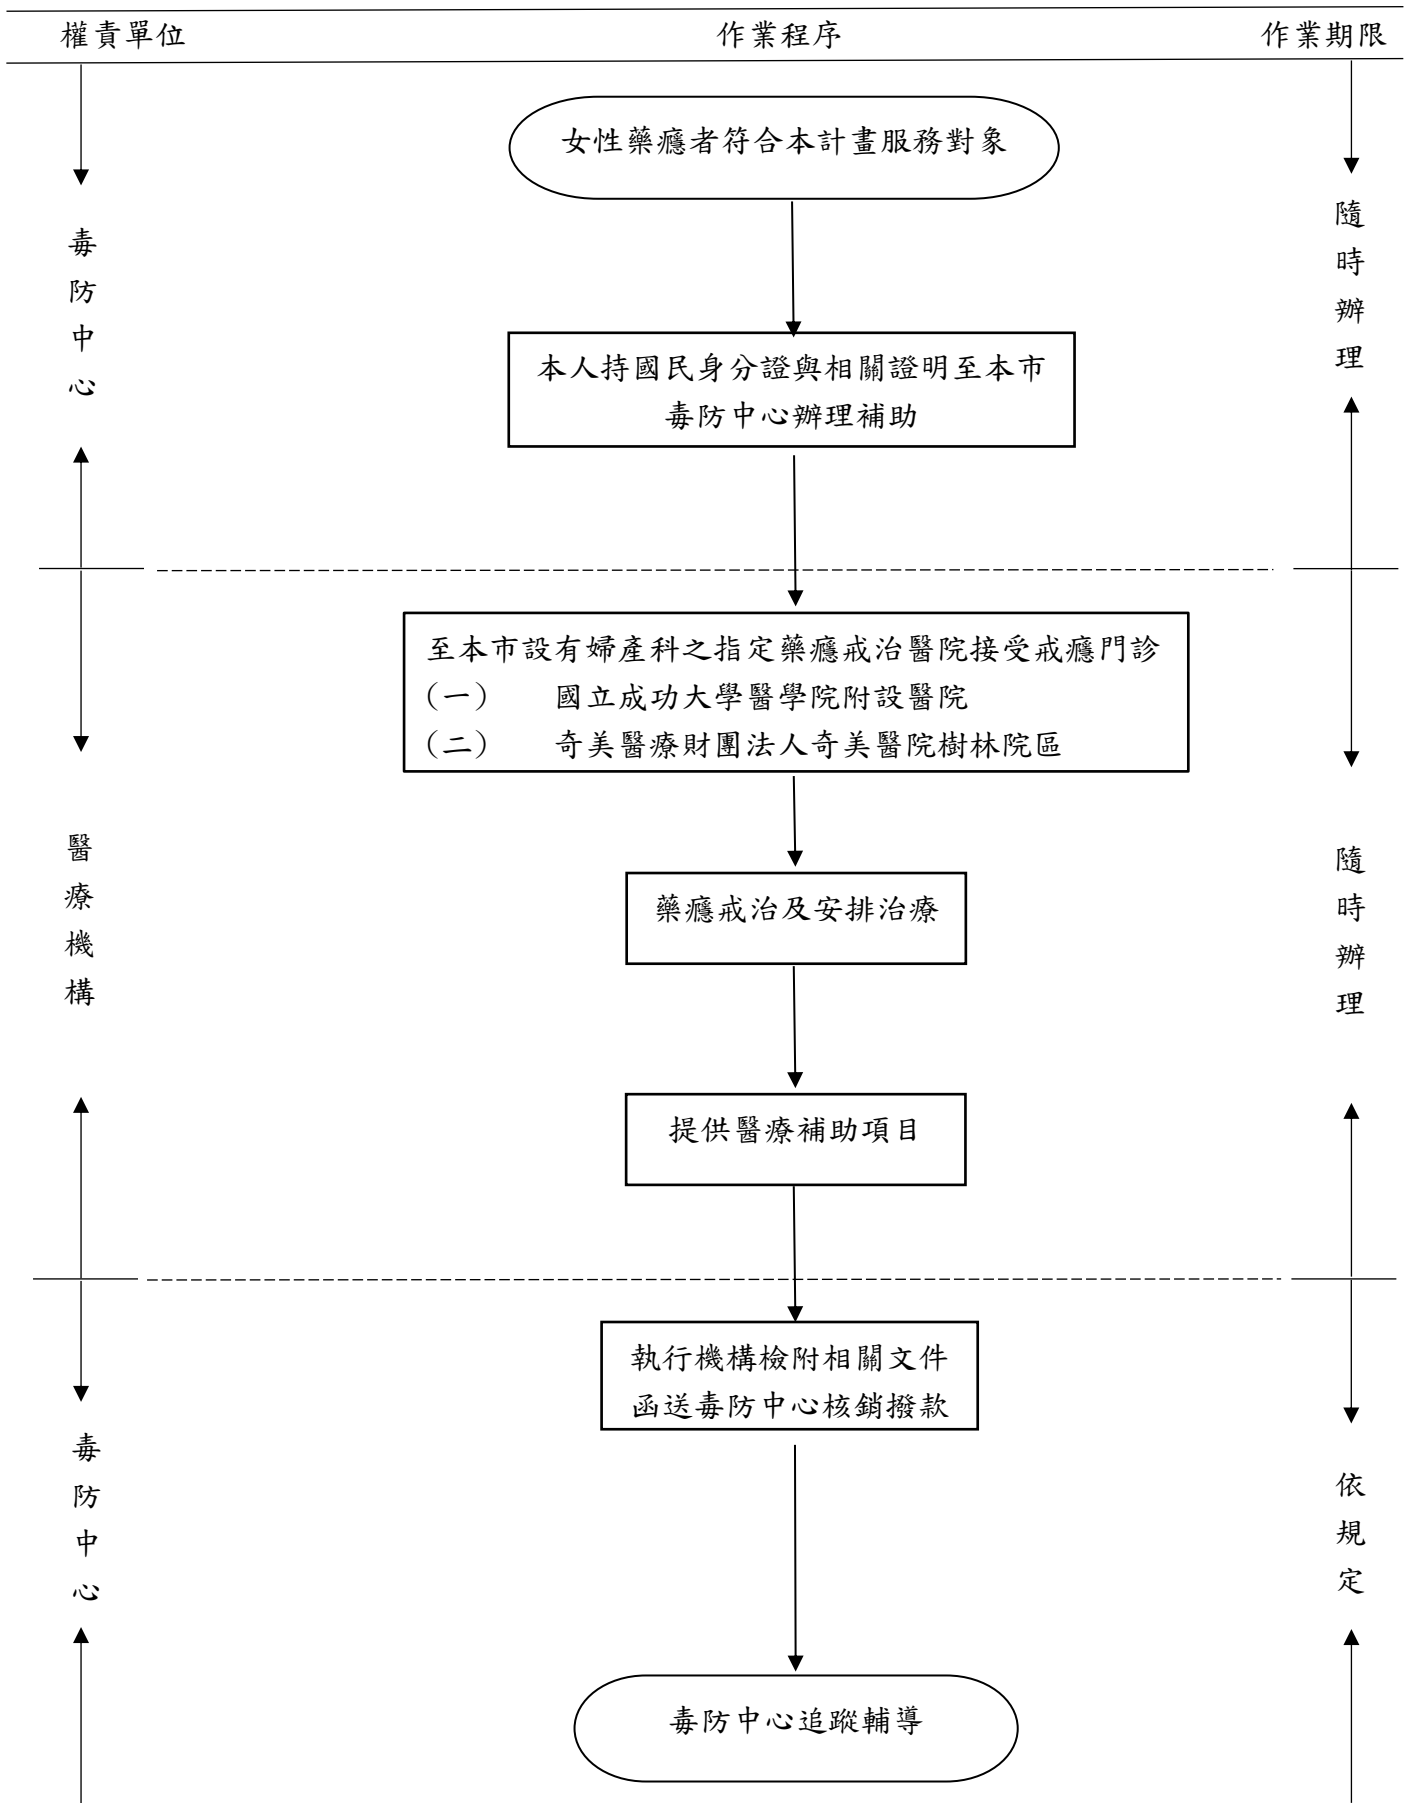 權責單位 作業程序 作業期限
女性藥癮者符合本計畫服務對象
毒防中心
隨時辦理
本人持國民身分證與相關證明至本市
毒防中心辦理補助
至本市設有婦產科之指定藥癮戒治醫院接受戒癮門診
(一) 國立成功大學醫學院附設醫院
(二) 奇美醫療財團法人奇美醫院樹林院區
醫療機構
隨時辦理
藥癮戒治及安排治療
提供醫療補助項目
執行機構檢附相關文件
函送毒防中心核銷撥款
毒防中心
依規定
毒防中心追蹤輔導